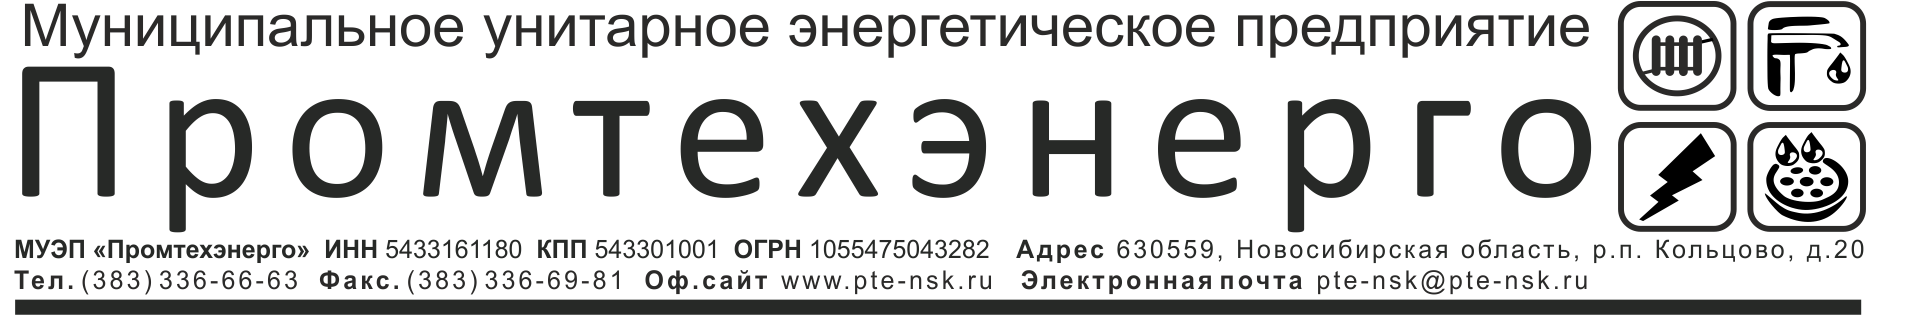 Муниципальное унитарное энергетическое предприятие
Промтехэнерго
МУЭП «Промтехэнерго» ИНН 5433161180 КПП 543301001 ОГРН 1055475043282 Адрес 630559, Новосибирская область, р.п. Кольцово, д.20
Тел. (383) 336-66-63 Факс. (383) 336-69-81 Оф.сайт www.pte-nsk.ru Электронная почта pte-nsk@pte-nsk.ru